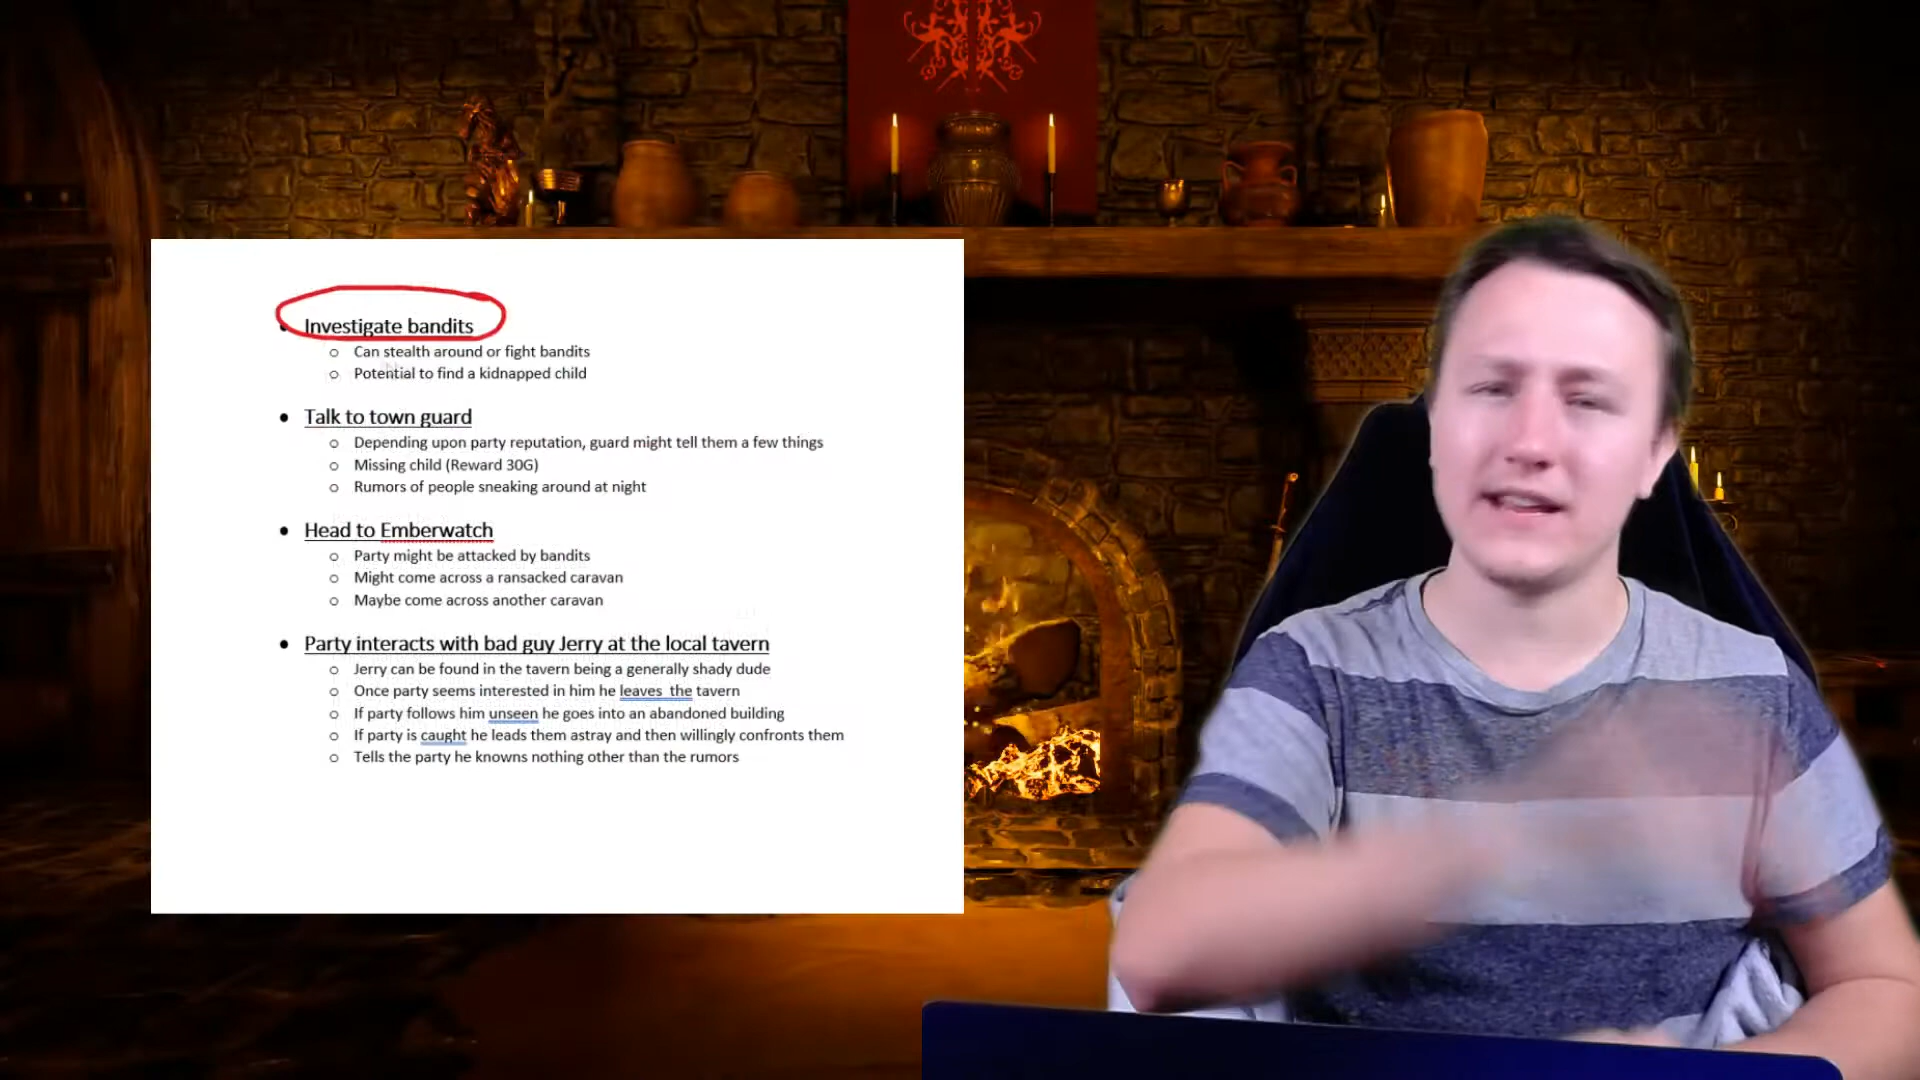 • Investigate bandits
o Can stealth around or fight bandits
o Potential to find a kidnapped child
• Talk to town guard
o Depending upon party reputation, guard might tell them a few things
o Missing child (Reward 30G)
o Rumors of people sneaking around at night
• Head to Emberwatch
o Party might be attacked by bandits
o Might come across a ransacked caravan
o Maybe come across another caravan
• Party interacts with bad guy Jerry at the local tavern
o Jerry can be found in the tavern being a generally shady dude
o Once party seems interested in him he leaves  the tavern
o If party follows him unseen he goes into an abandoned building
o If party is caught he leads them astray and then willingly confronts them
o Tells the party he knowns nothing other than the rumors